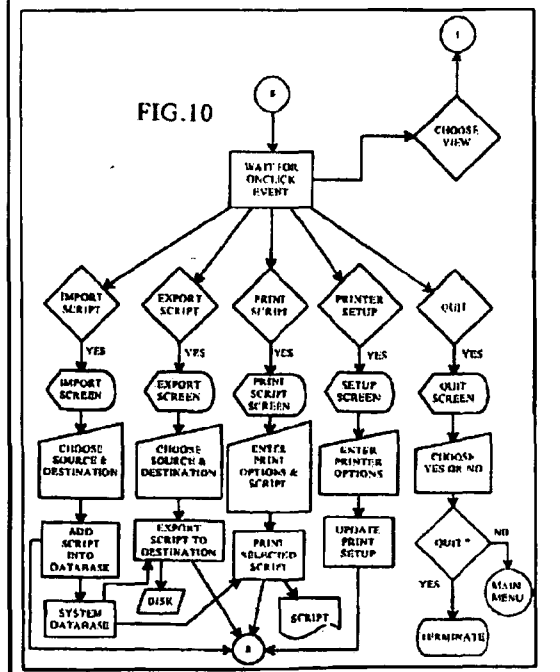 1
FIG.10
CHOOSE
VIEW
WAIT FOR
ONCLICK
EVENT
IMPORT
SCRIPT
EXPORT
SCRIPT
PRINT
SCRIPT
PRINTER
SETUP
QUIT
YES
YES
YES
YES
YES
IMPORT
SCREEN
EXPORT
SCREEN
PRINT
SCRIPT
SCREEN
SETUP
SCREEN
QUIT
SCREEN
CHOOSE
SOURCE &
DESTINATION
CHOOSE
SOURCE &
DESTINATION
ENTER
PRINT
OPTIONS &
SCRIPT
ENTER
PRINTER
OPTIONS
CHOOSE
YES OR NO
ADD
SCRIPT
INTO
DATABASE
EXPORT
SCRIPT TO
DESTINATION
PRINT
SELECTED
SCRIPT
UPDATE
PRINT
SETUP
QUIT
NO
YES
MAIN
MENU
SYSTEM
DATABASE
DISK
SCRIPT
TERMINATE